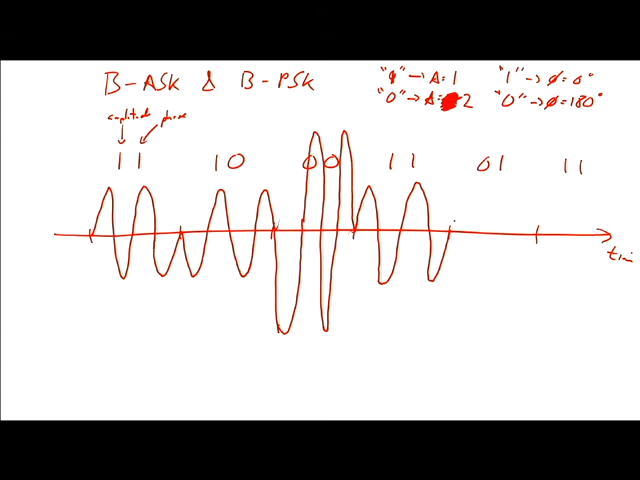 B-ASK & B-PSK
"1" → A=1
"1" → ø=0°
"0" → A=2
"0" → ø=180°
amplitude phase
11 10 00 11 01 11